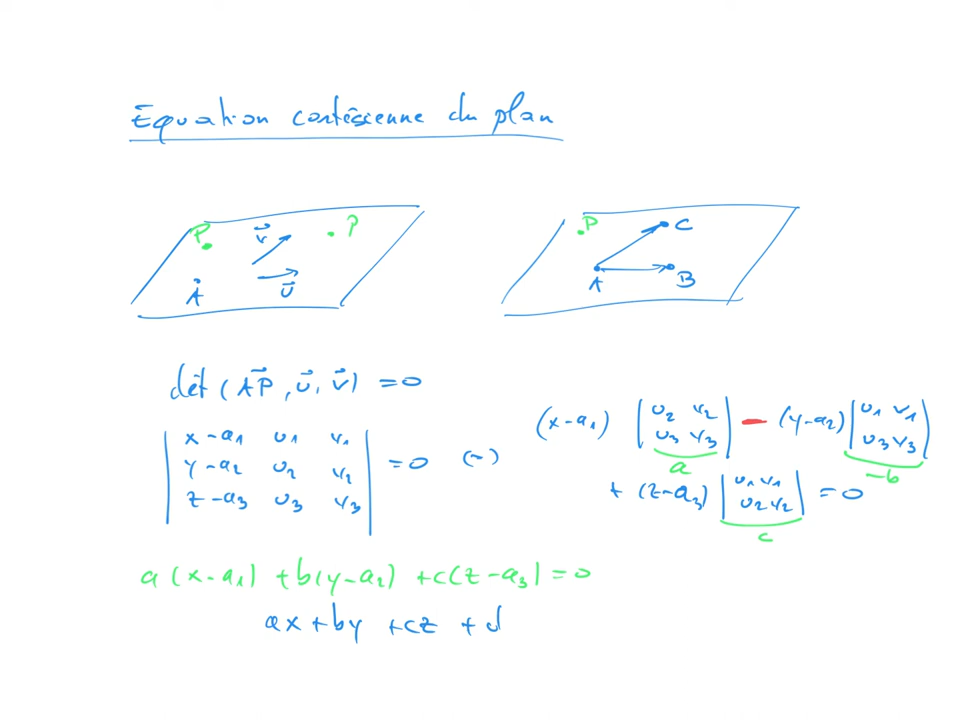 Equation cartésienne du plan
P v⃗ P
A u⃗
P C
A B
dét (AP⃗, u⃗, v⃗) = 0
| x-a₁ u₁ v₁ |
| y-a₂ u₂ v₂ | = 0 (-)
| z-a₃ u₃ v₃ |
(x-a₁) |u₂ v₂; u₃ v₃| - (y-a₂) |u₁ v₁; u₃ v₃|
a -b
+ (z-a₃) |u₁ v₁; u₂ v₂| = 0
c
a(x-a₁) + b(y-a₂) + c(z-a₃) = 0
ax + by + cz + d